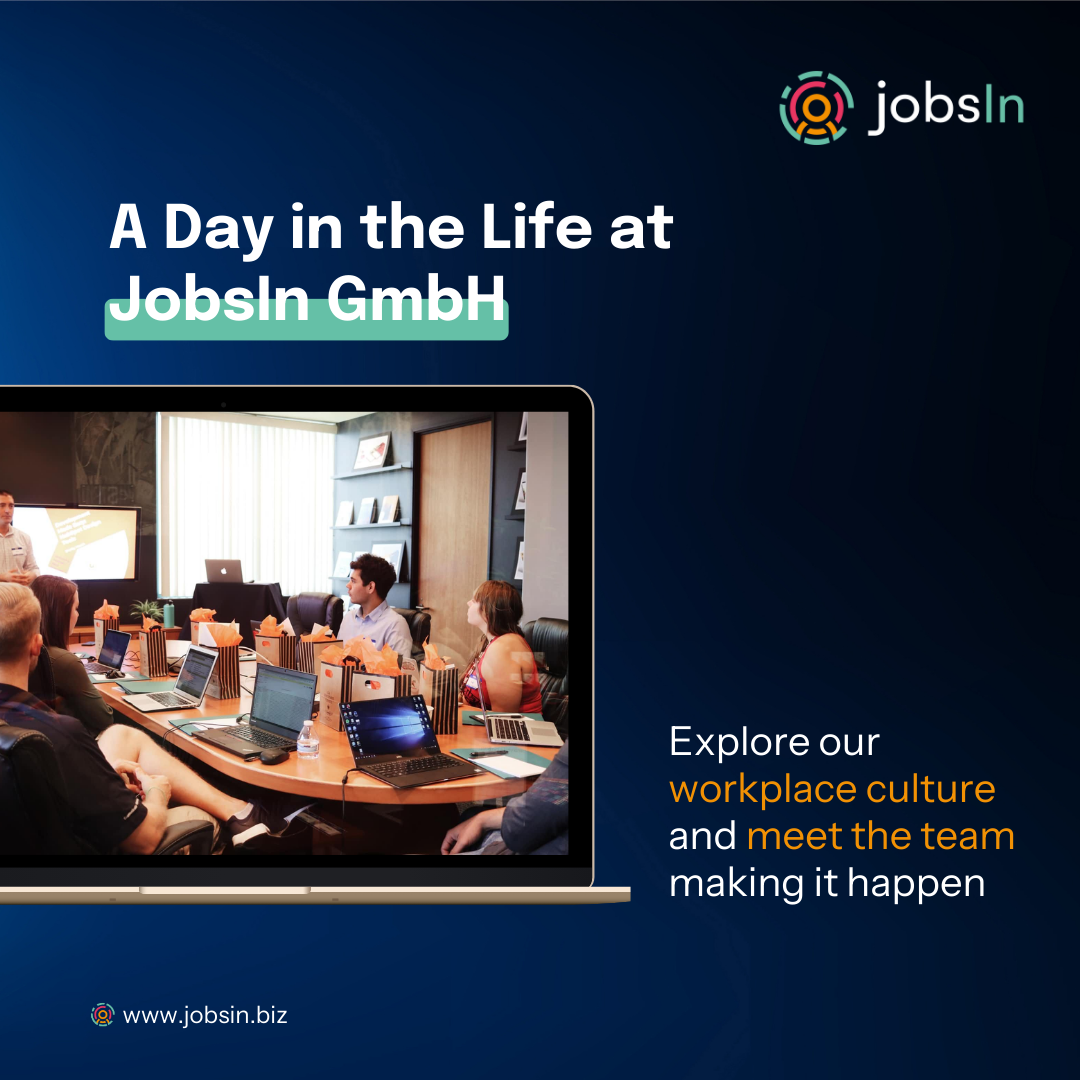 jobsIn
A Day in the Life at
JobsIn GmbH
Explore our
workplace culture
and meet the team
making it happen
www.jobsin.biz